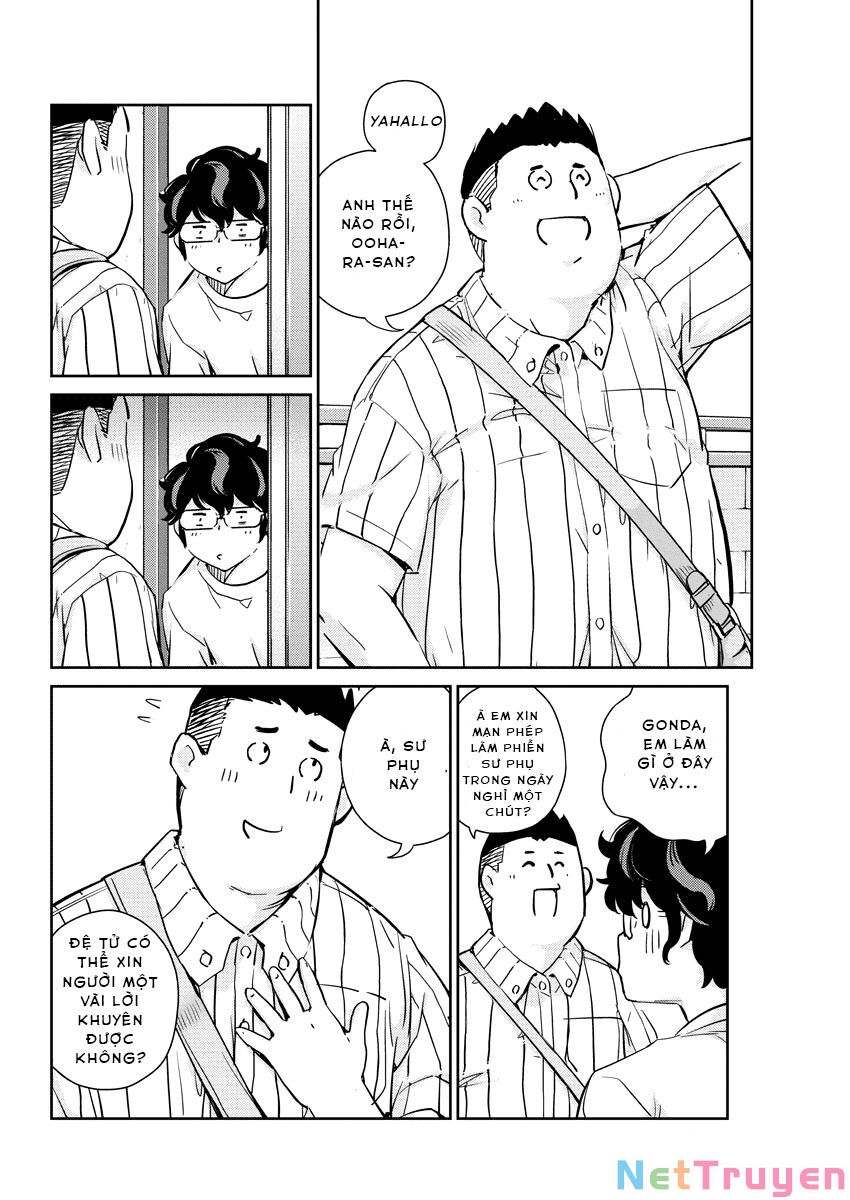 YAHALLO
ANH THẾ
NÀO RỒI,
OOHA-
RA-SAN?
GONDA,
EM LÀM
GÌ Ở ĐÂY
VẬY...
À EM XIN
MẠN PHÉP
LÀM PHIỀN
SƯ PHỤ
TRONG NGÀY
NGHỈ MỘT
CHÚT?
À, SƯ
PHỤ
NÀY
ĐỆ TỬ CÓ
THỂ XIN
NGƯỜI MỘT
VÀI LỜI
KHUYÊN
ĐƯỢC
KHÔNG?
NetTruyen